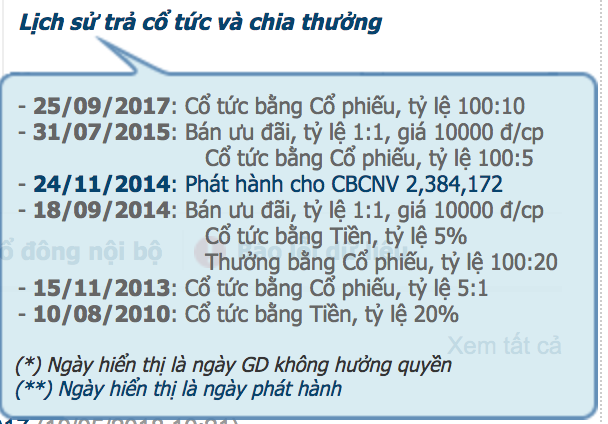 Lịch sử trả cổ tức và chia thưởng
- 25/09/2017: Cổ tức bằng Cổ phiếu, tỷ lệ 100:10
- 31/07/2015: Bán ưu đãi, tỷ lệ 1:1, giá 10000 đ/cp
Cổ tức bằng Cổ phiếu, tỷ lệ 100:5
- 24/11/2014: Phát hành cho CBCNV 2,384,172
- 18/09/2014: Bán ưu đãi, tỷ lệ 1:1, giá 10000 đ/cp
Cổ tức bằng Tiền, tỷ lệ 5%
ổ đông nội bộ
Báo lỗi dữ liệu
Thưởng bằng Cổ phiếu, tỷ lệ 100:20
- 15/11/2013: Cổ tức bằng Cổ phiếu, tỷ lệ 5:1
- 10/08/2010: Cổ tức bằng Tiền, tỷ lệ 20%
Xem tất cả
(*) Ngày hiển thị là ngày GD không hưởng quyền
(**) Ngày hiển thị là ngày phát hành